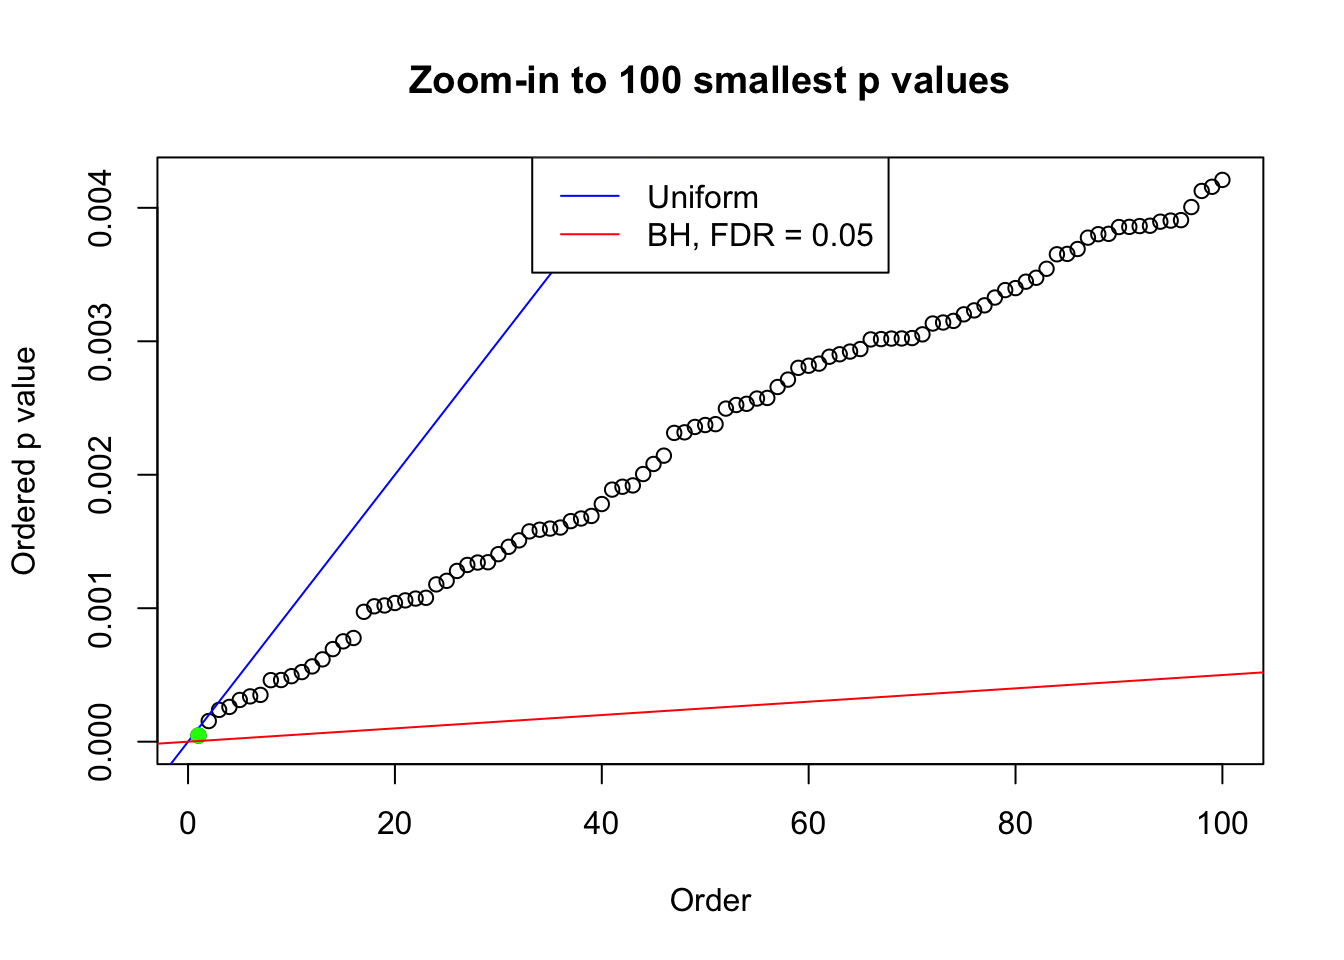 Zoom-in to 100 smallest p values
Uniform
BH, FDR = 0.05
Ordered p value
0.004
0.003
0.002
0.001
0.000
0 20 40 60 80 100
Order